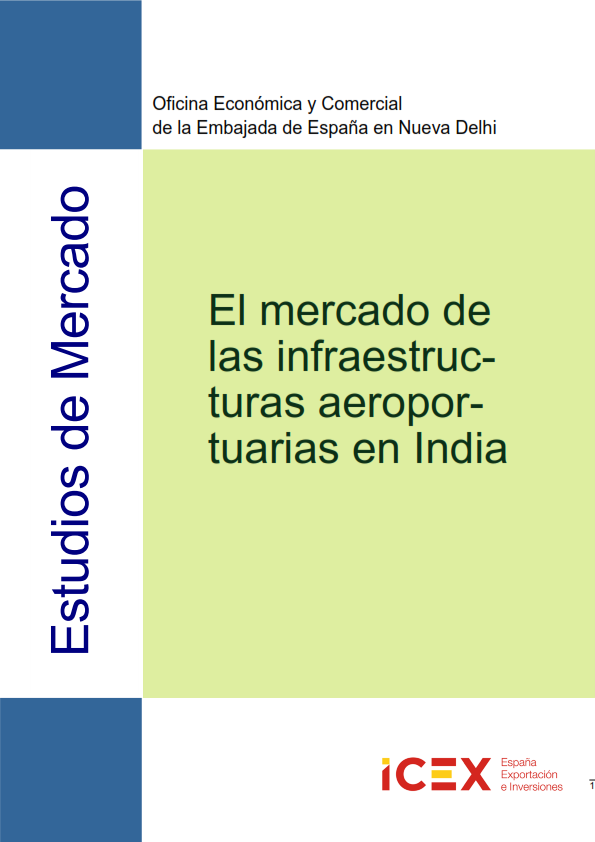 Oficina Económica y Comercial
de la Embajada de España en Nueva Delhi
Estudios de Mercado
El mercado de
las infraestruc-
turas aeropor-
tuarias en India
icex
España
Exportación
e Inversiones
1